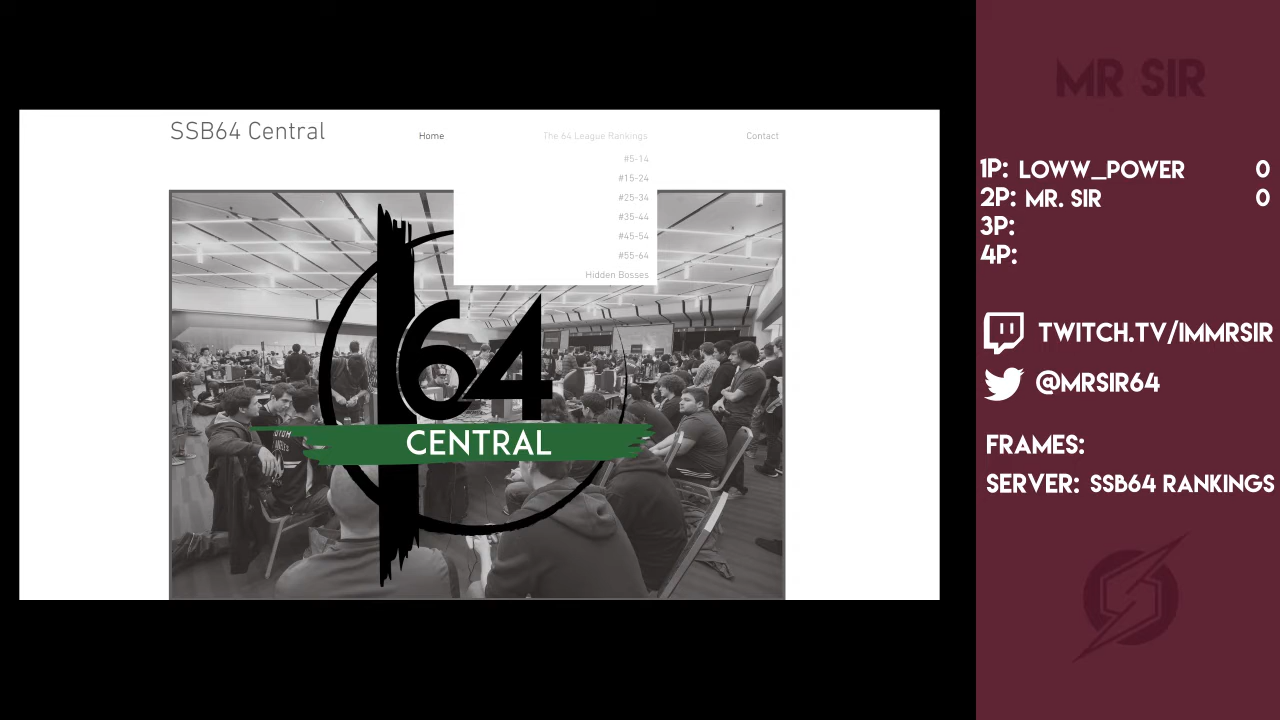 SSB64 Central
Home
The 64 League Rankings
Contact
#5-14
#15-24
#25-34
#35-44
#45-54
#55-64
Hidden Bosses
64
CENTRAL
MR SIR
1P: LOWW_POWER 0
2P: MR. SIR 0
3P:
4P:
TWITCH.TV/IMMRSIR
@MRSIR64
FRAMES:
SERVER: SSB64 RANKINGS